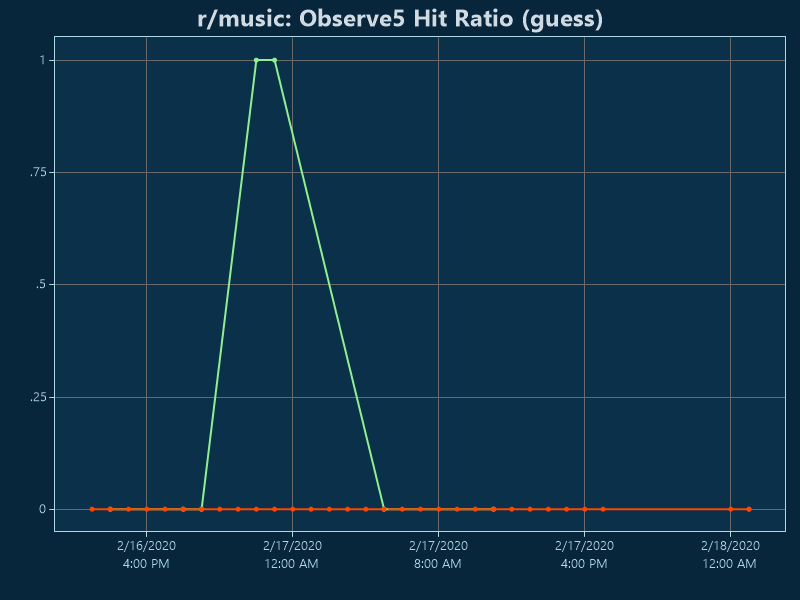 r/music: Observe5 Hit Ratio (guess)
1
.75
.5
.25
0
2/16/2020
4:00 PM
2/17/2020
12:00 AM
2/17/2020
8:00 AM
2/17/2020
4:00 PM
2/18/2020
12:00 AM